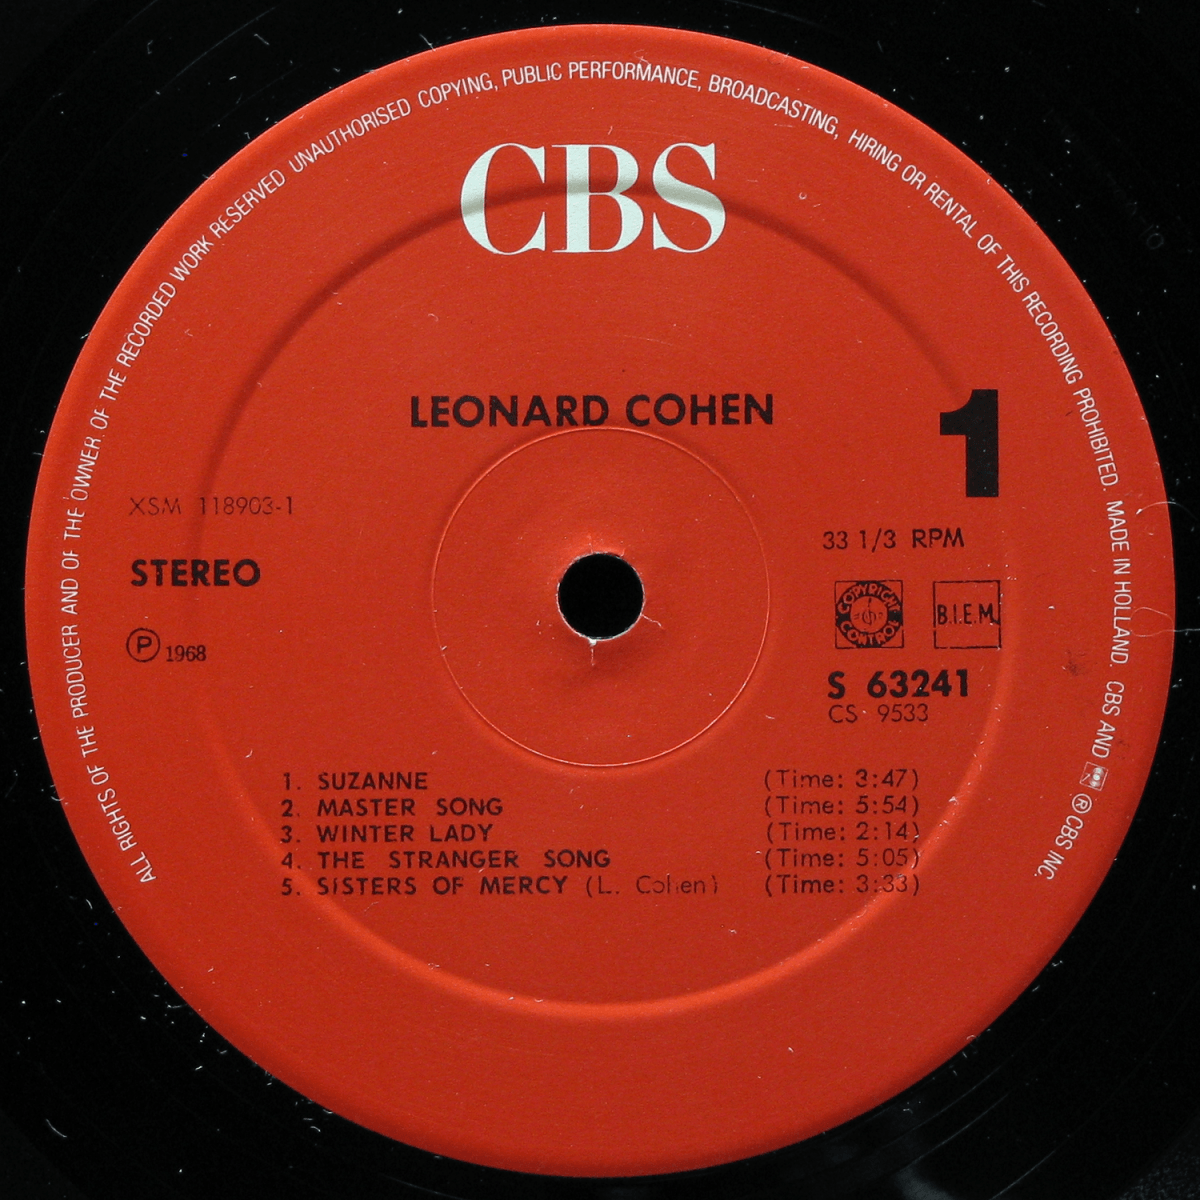 ALL RIGHTS OF THE PRODUCER AND OF THE OWNER OF THE RECORDED WORK RESERVED UNAUTHORISED COPYING, PUBLIC PERFORMANCE, BROADCASTING, HIRING OR RENTAL OF THIS RECORDING PROHIBITED. MADE IN HOLLAND. CBS AND ® CBS INC.
CBS
LEONARD COHEN
1
XSM 118903-1
33 1/3 RPM
STEREO
COPYRIGHT CONTROL
B.I.E.M.
Ⓟ 1968
S 63241
CS 9533
1. SUZANNE (Time: 3:47)
2. MASTER SONG (Time: 5:54)
3. WINTER LADY (Time: 2:14)
4. THE STRANGER SONG (Time: 5:05)
5. SISTERS OF MERCY (L. Cohen) (Time: 3:33)